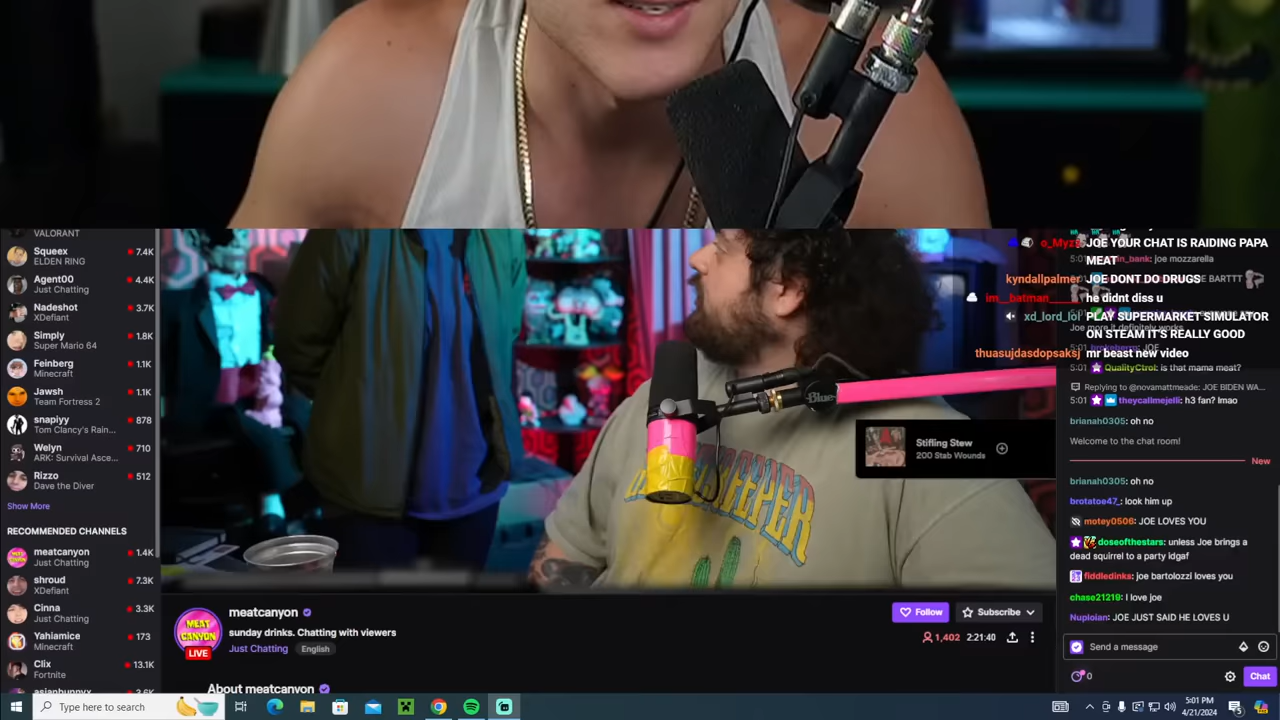 VALORANT
Squeex
7.4K
ELDEN RING
Agent00
4.4K
Just Chatting
Nadeshot
3.7K
XDefiant
Simply
1.8K
Super Mario 64
Feinberg
1.1K
Minecraft
Jawsh
1.1K
Team Fortress 2
snapiyy
878
Tom Clancy's Rain...
Welyn
710
ARK: Survival Asce...
Rizzo
512
Dave the Diver
Show More
RECOMMENDED CHANNELS
meatcanyon
1.4K
Just Chatting
shroud
7.3K
XDefiant
Cinna
3.3K
Just Chatting
Yahiamice
173
Minecraft
Clix
13.1K
Fortnite
Blue
CREEPER
Stifling Stew
200 Stab Wounds
MEAT CANYON
LIVE
meatcanyon
sunday drinks. Chatting with viewers
Just Chatting
English
Follow
Subscribe
1,402
2:21:40
About meatcanyon
JOE YOUR CHAT IS RAIDING PAPA
MEAT
joe mozzarella
kyndallpalmer
JOE DONT DO DRUGS
im__batman
he didnt diss u
xd_lord_lol
PLAY SUPERMARKET SIMULATOR
ON STEAM IT'S REALLY GOOD
thuasujdasdopsaksj
mr beast new video
QualityCtrol: is that mama meat?
Replying to @novamattmeade: JOE BIDEN WA...
5:01 theycallmejelli: h3 fan? lmao
brianah0305: oh no
Welcome to the chat room!
New
brianah0305: oh no
brotatoe47_: look him up
motey0506: JOE LOVES YOU
doseofthestars: unless Joe brings a
dead squirrel to a party idgaf
fiddledinks: joe bartolozzi loves you
chase21219: I love joe
Nuploian: JOE JUST SAID HE LOVES U
Send a message
0
Chat
Type here to search
5:01 PM
4/21/2024
5